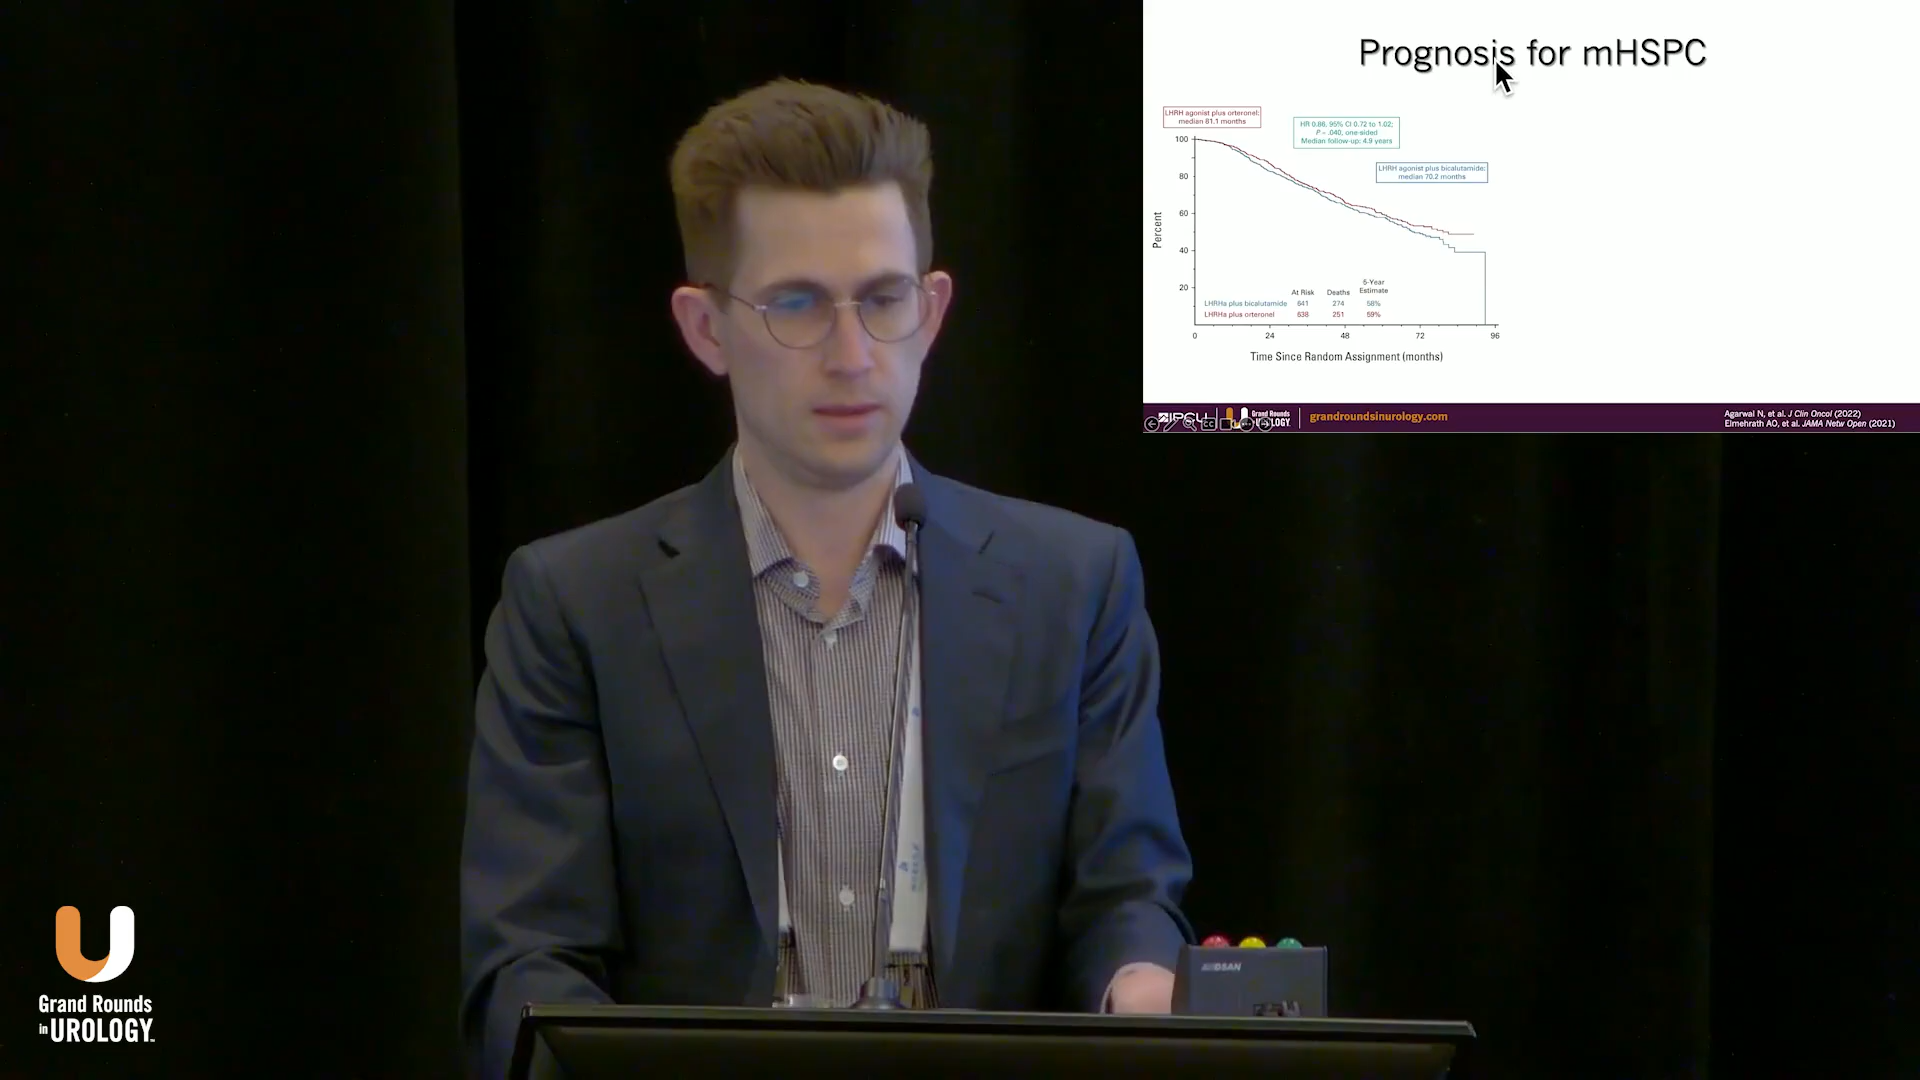 Prognosis for mHSPC
LHRH agonist plus orteronel:
median 81.1 months
HR 0.86, 95% CI 0.72 to 1.02;
P = .040, one-sided
Median follow-up: 4.9 years
LHRH agonist plus bicalutamide:
median 70.2 months
100
80
60
40
20
Percent
At Risk Deaths 5-Year Estimate
LHRHa plus bicalutamide 641 274 58%
LHRHa plus orteronel 638 251 59%
0 24 48 72 96
Time Since Random Assignment (months)
IPCU
Grand Rounds
UROLOGY
grandroundsinurology.com
Agarwal N, et al. J Clin Oncol (2022)
Elmehrath AO, et al. JAMA Netw Open (2021)
Grand Rounds
in UROLOGY